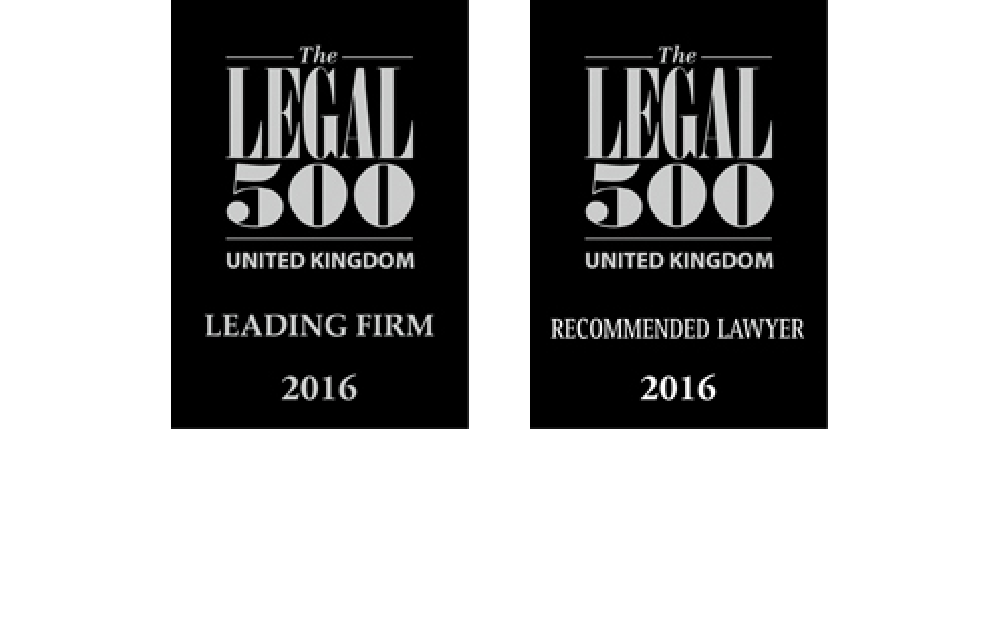 The
LEGAL
500
UNITED KINGDOM
LEADING FIRM
2016
The
LEGAL
500
UNITED KINGDOM
RECOMMENDED LAWYER
2016